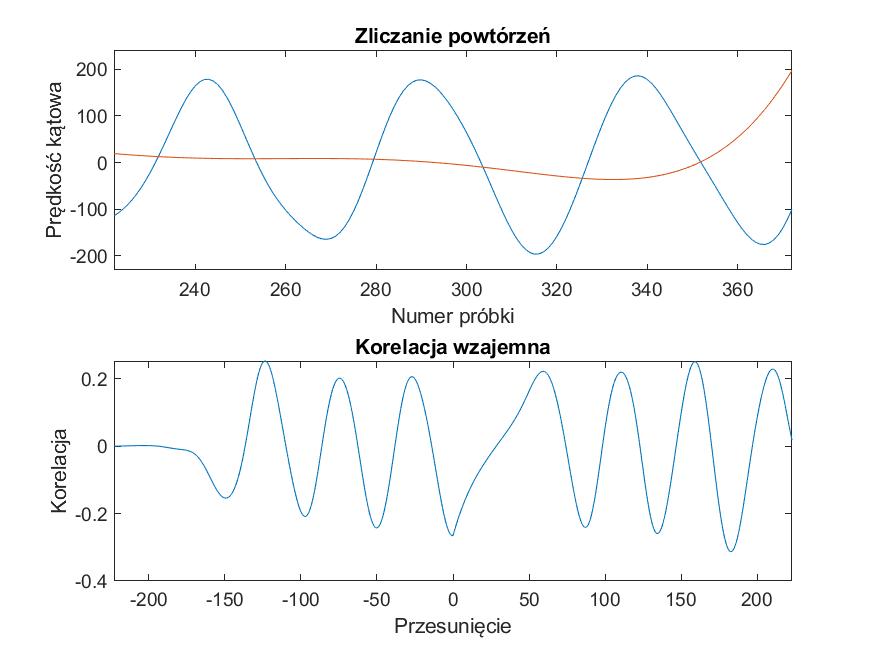 Zliczanie powtórzeń
Prędkość kątowa
200
100
0
-100
-200
240 260 280 300 320 340 360
Numer próbki
Korelacja wzajemna
Korelacja
0.2
0
-0.2
-0.4
-200 -150 -100 -50 0 50 100 150 200
Przesunięcie